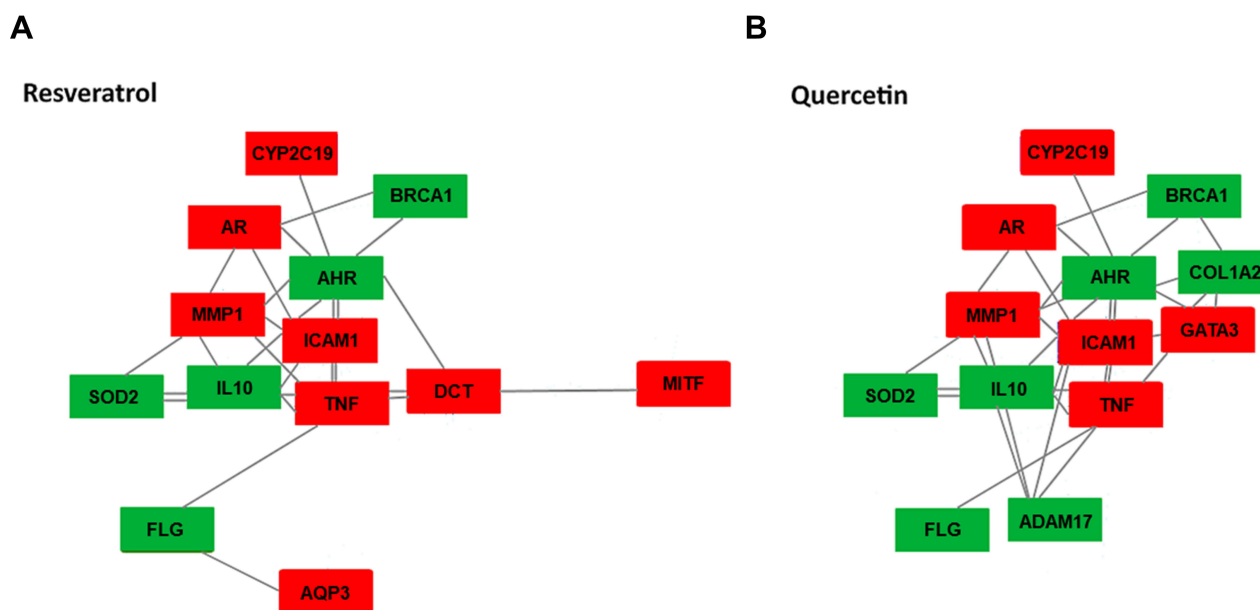 A
Resveratrol
CYP2C19
BRCA1
AR
AHR
MMP1
ICAM1
SOD2
IL10
TNF
DCT
MITF
FLG
AQP3
B
Quercetin
CYP2C19
BRCA1
AR
AHR
COL1A2
MMP1
ICAM1
GATA3
SOD2
IL10
TNF
FLG
ADAM17